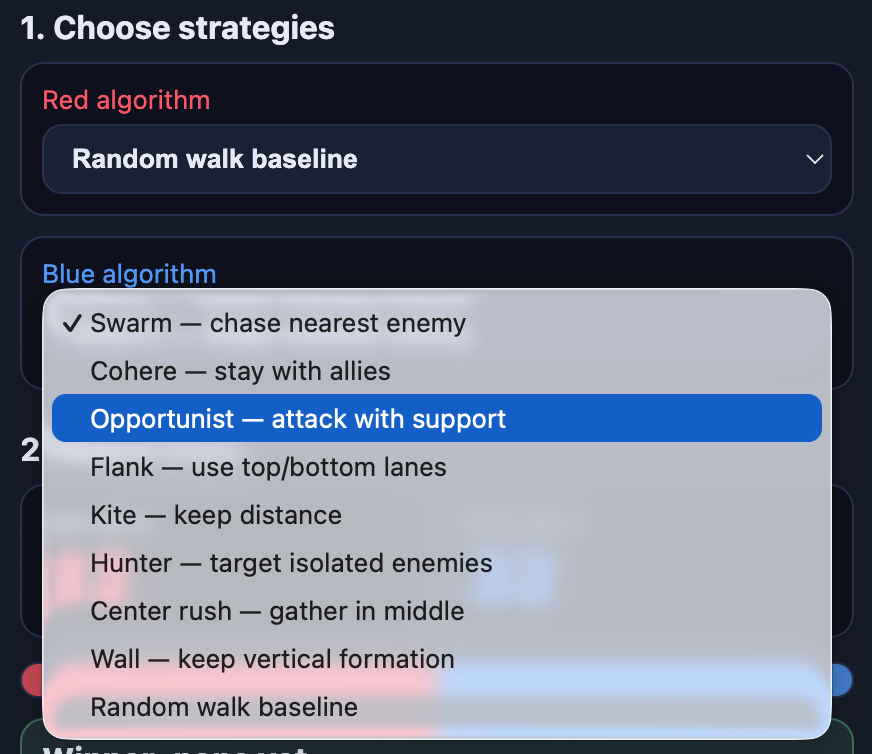 1. Choose strategies
Red algorithm
Random walk baseline
Blue algorithm
✓ Swarm — chase nearest enemy
Cohere — stay with allies
Opportunist — attack with support
2
Flank — use top/bottom lanes
Kite — keep distance
Hunter — target isolated enemies
Center rush — gather in middle
Wall — keep vertical formation
Random walk baseline